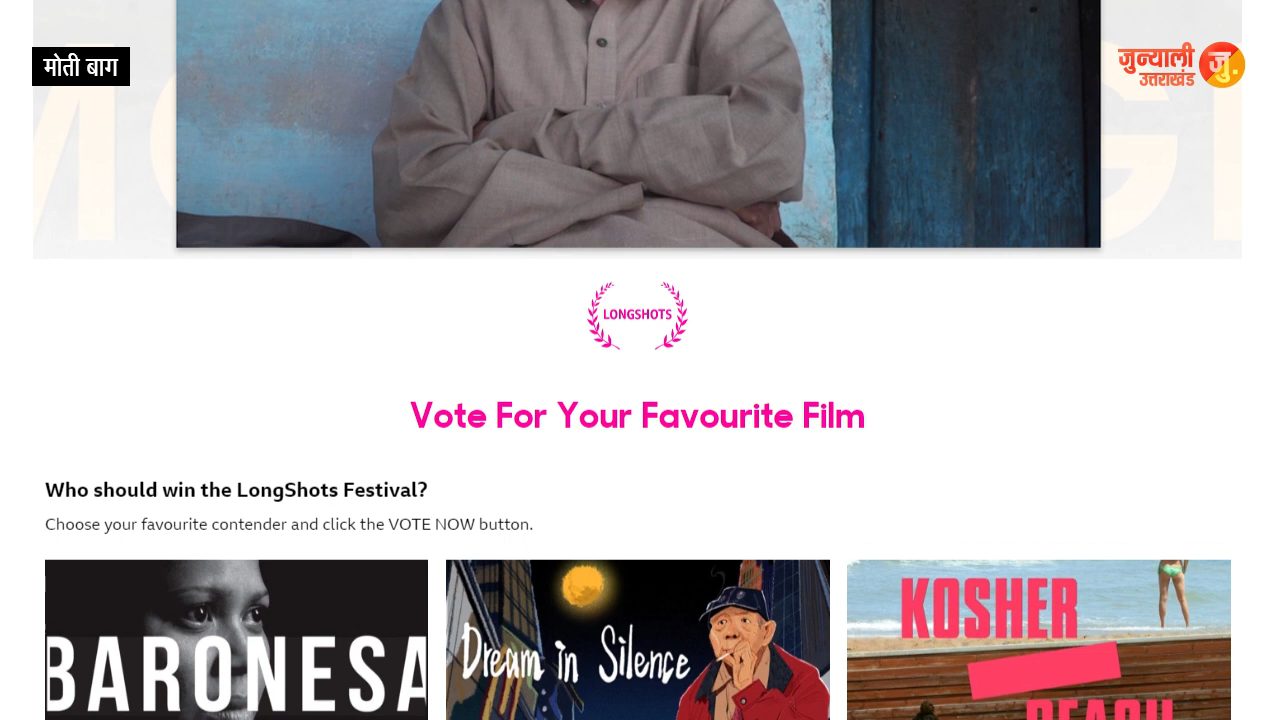 मोती बाग
जुन्याली
उत्तराखंड
जु.
LONGSHOTS
Vote For Your Favourite Film
Who should win the LongShots Festival?
Choose your favourite contender and click the VOTE NOW button.
BARONESA
Dream in Silence
KOSHER
BEACH